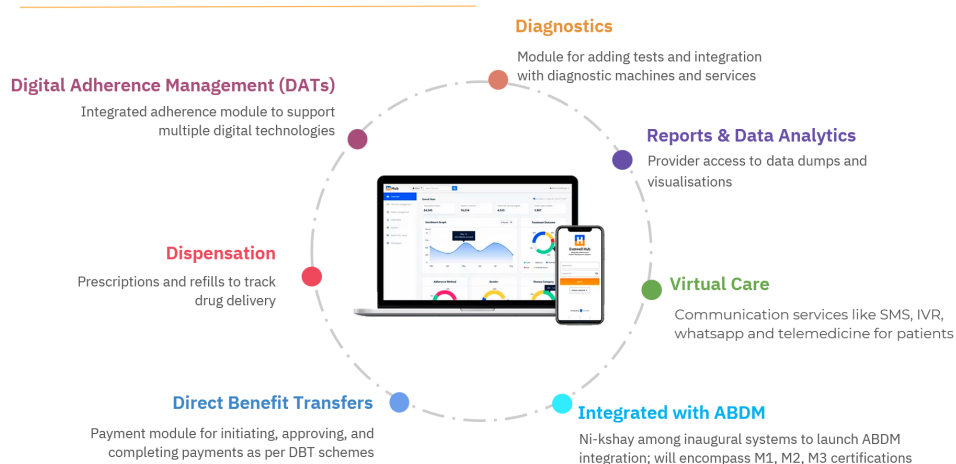 Diagnostics
Module for adding tests and integration
with diagnostic machines and services
Digital Adherence Management (DATs)
Integrated adherence module to support
multiple digital technologies
Reports & Data Analytics
Provider access to data dumps and
visualisations
Dispensation
Prescriptions and refills to track
drug delivery
Virtual Care
Communication services like SMS, IVR,
whatsapp and telemedicine for patients
Direct Benefit Transfers
Payment module for initiating, approving, and
completing payments as per DBT schemes
Integrated with ABDM
Ni-kshay among inaugural systems to launch ABDM
integration; will encompass M1, M2, M3 certifications
Hub
Everwell Hub